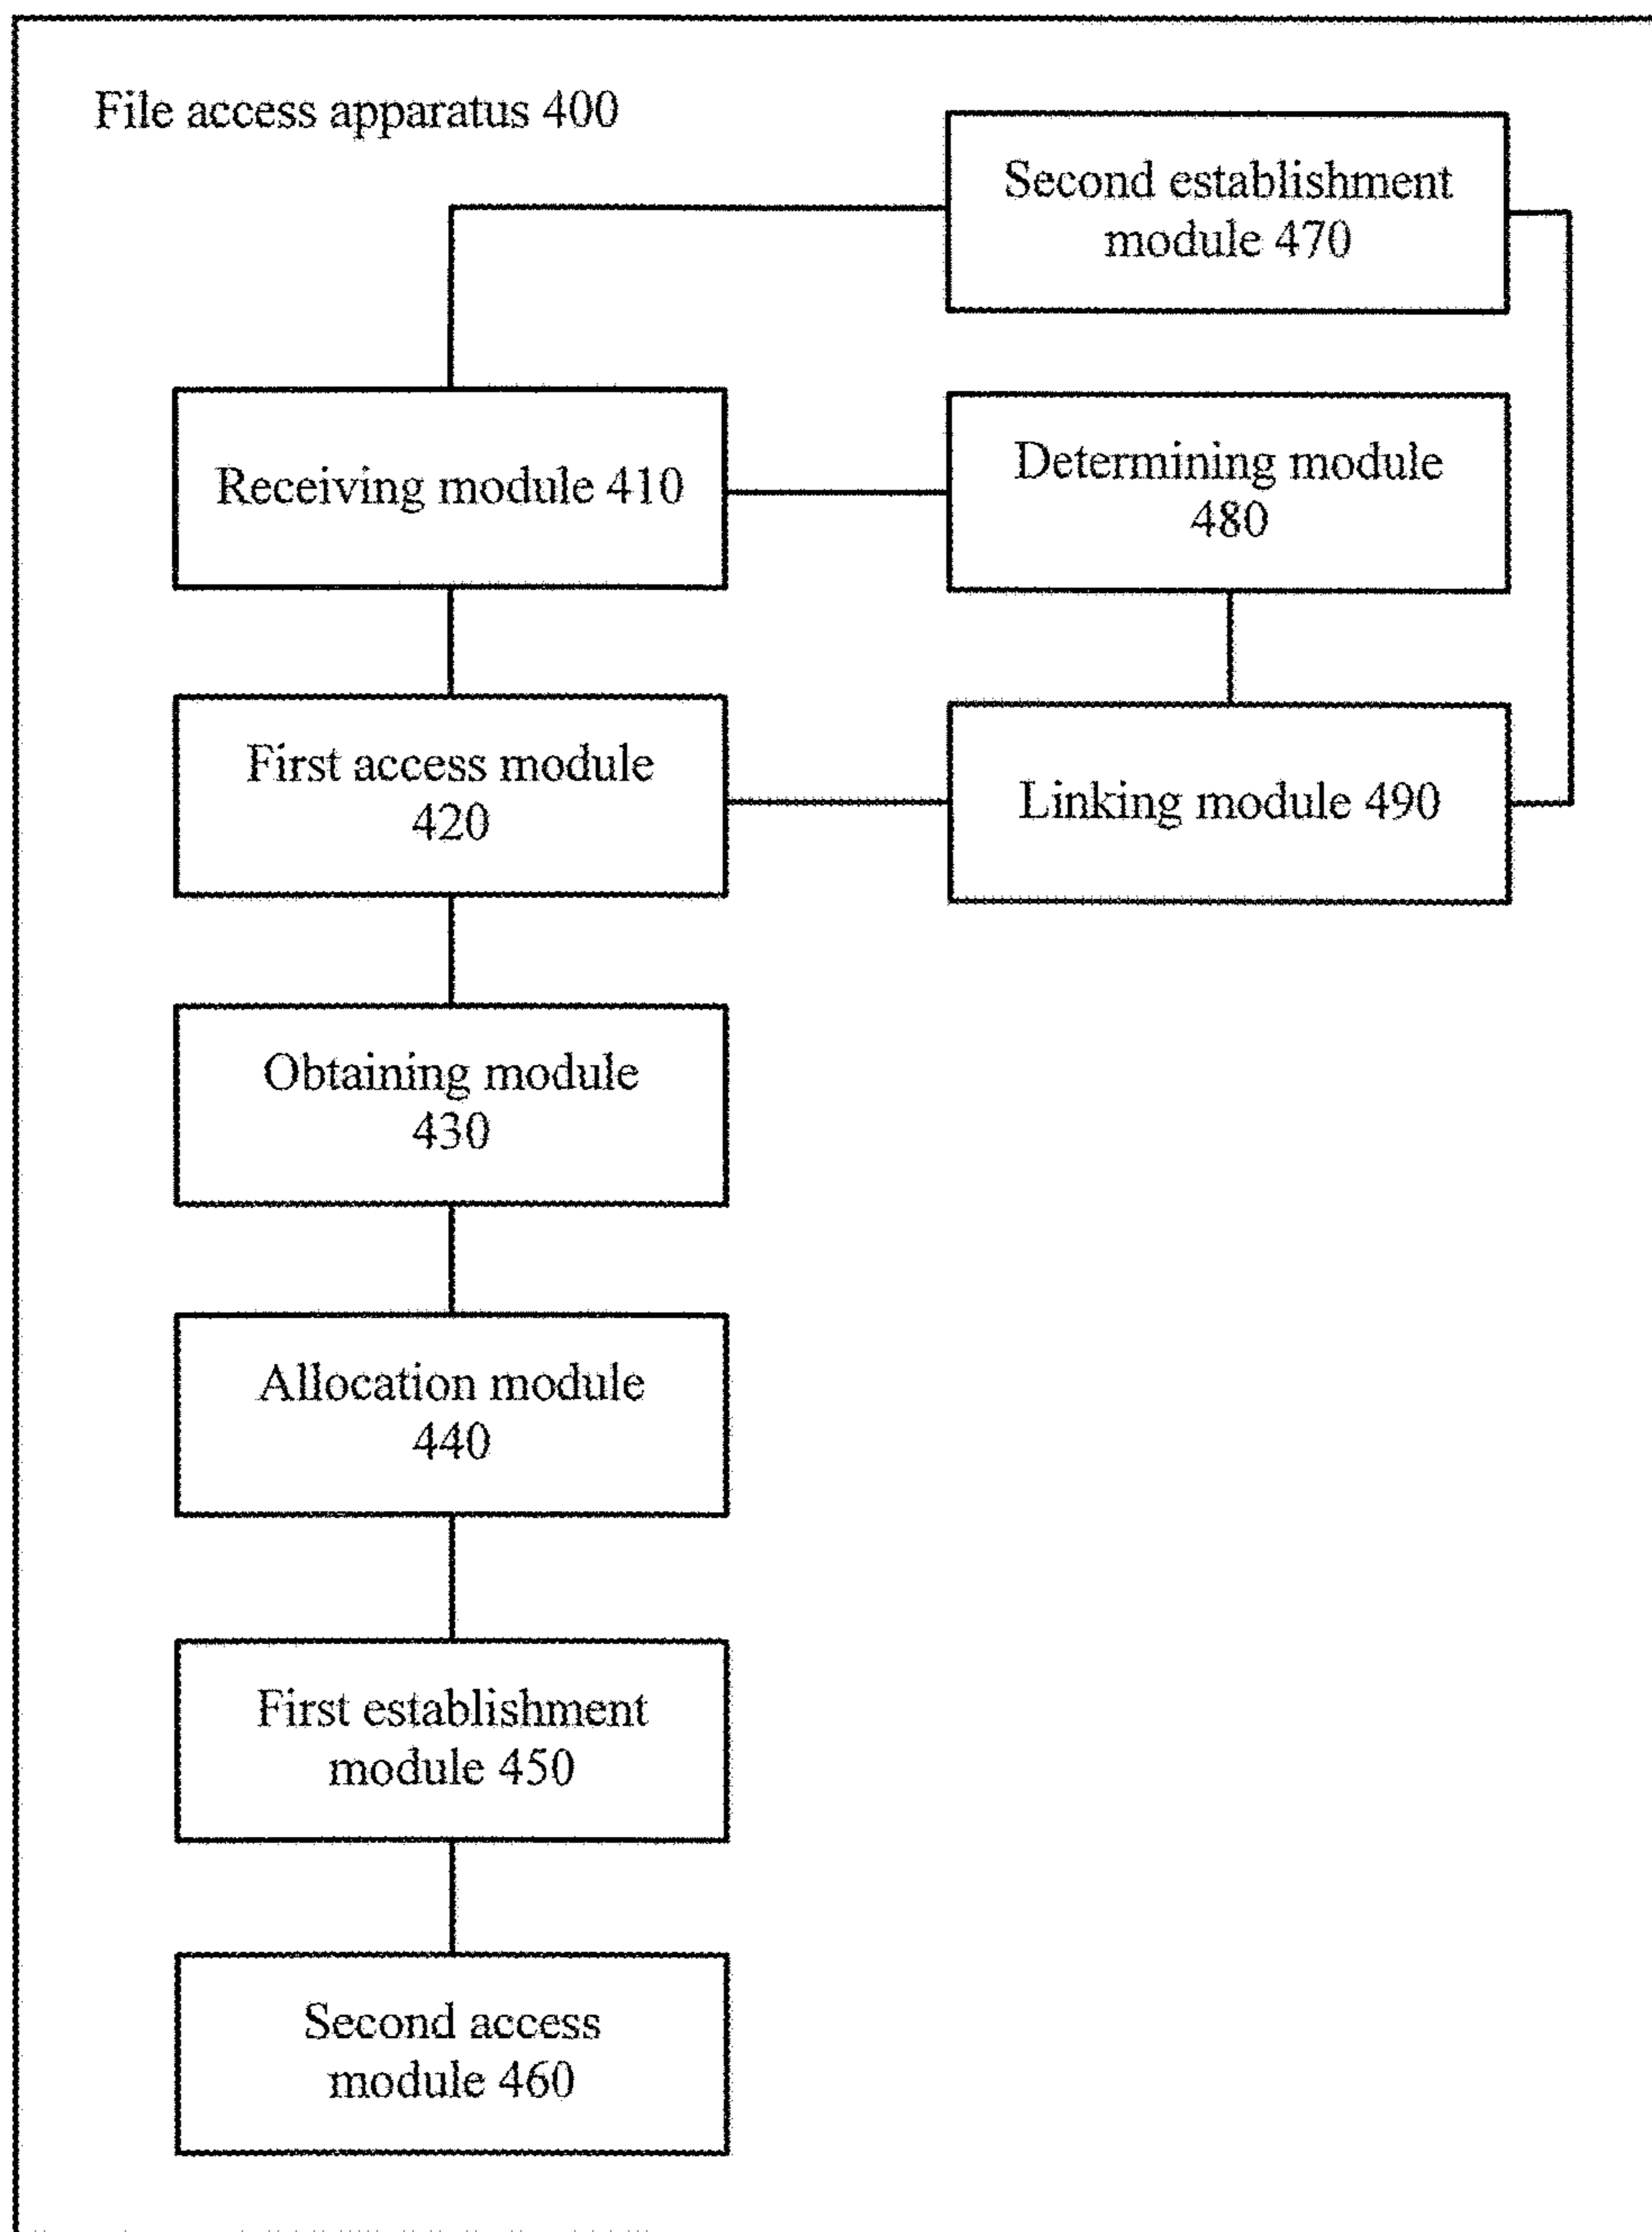 File access apparatus 400
Second establishment
module 470
Receiving module 410
Determining module
480
First access module
420
Linking module 490
Obtaining module
430
Allocation module
440
First establishment
module 450
Second access
module 460